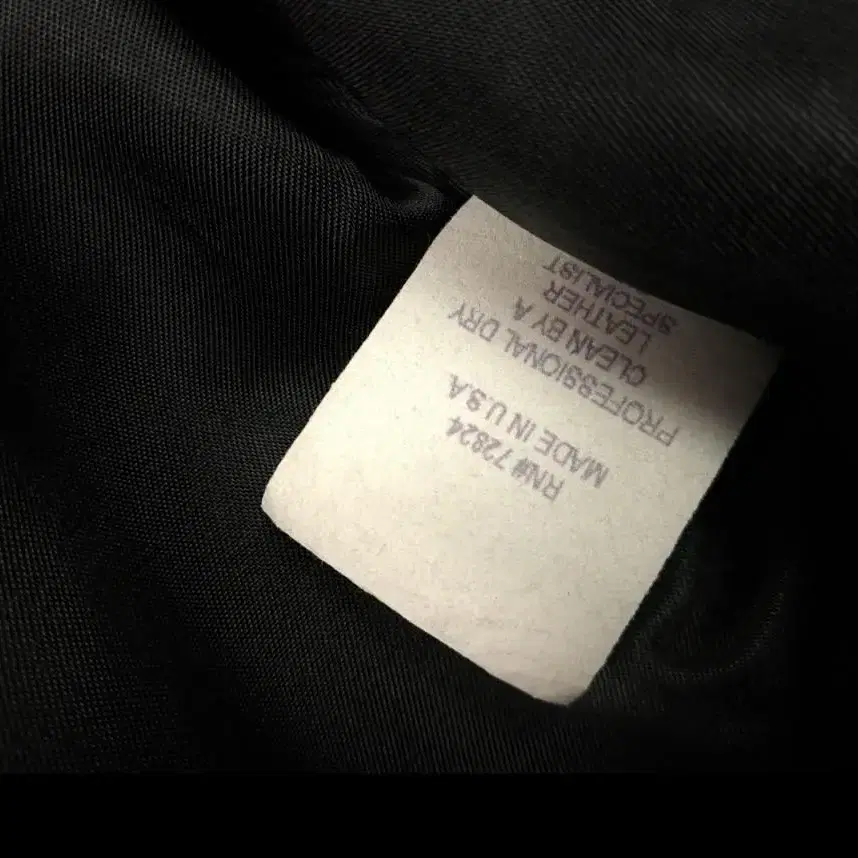 RN# 72824
MADE IN U.S.A.
PROFESSIONAL DRY
CLEAN BY A
LEATHER
SPECIALIST